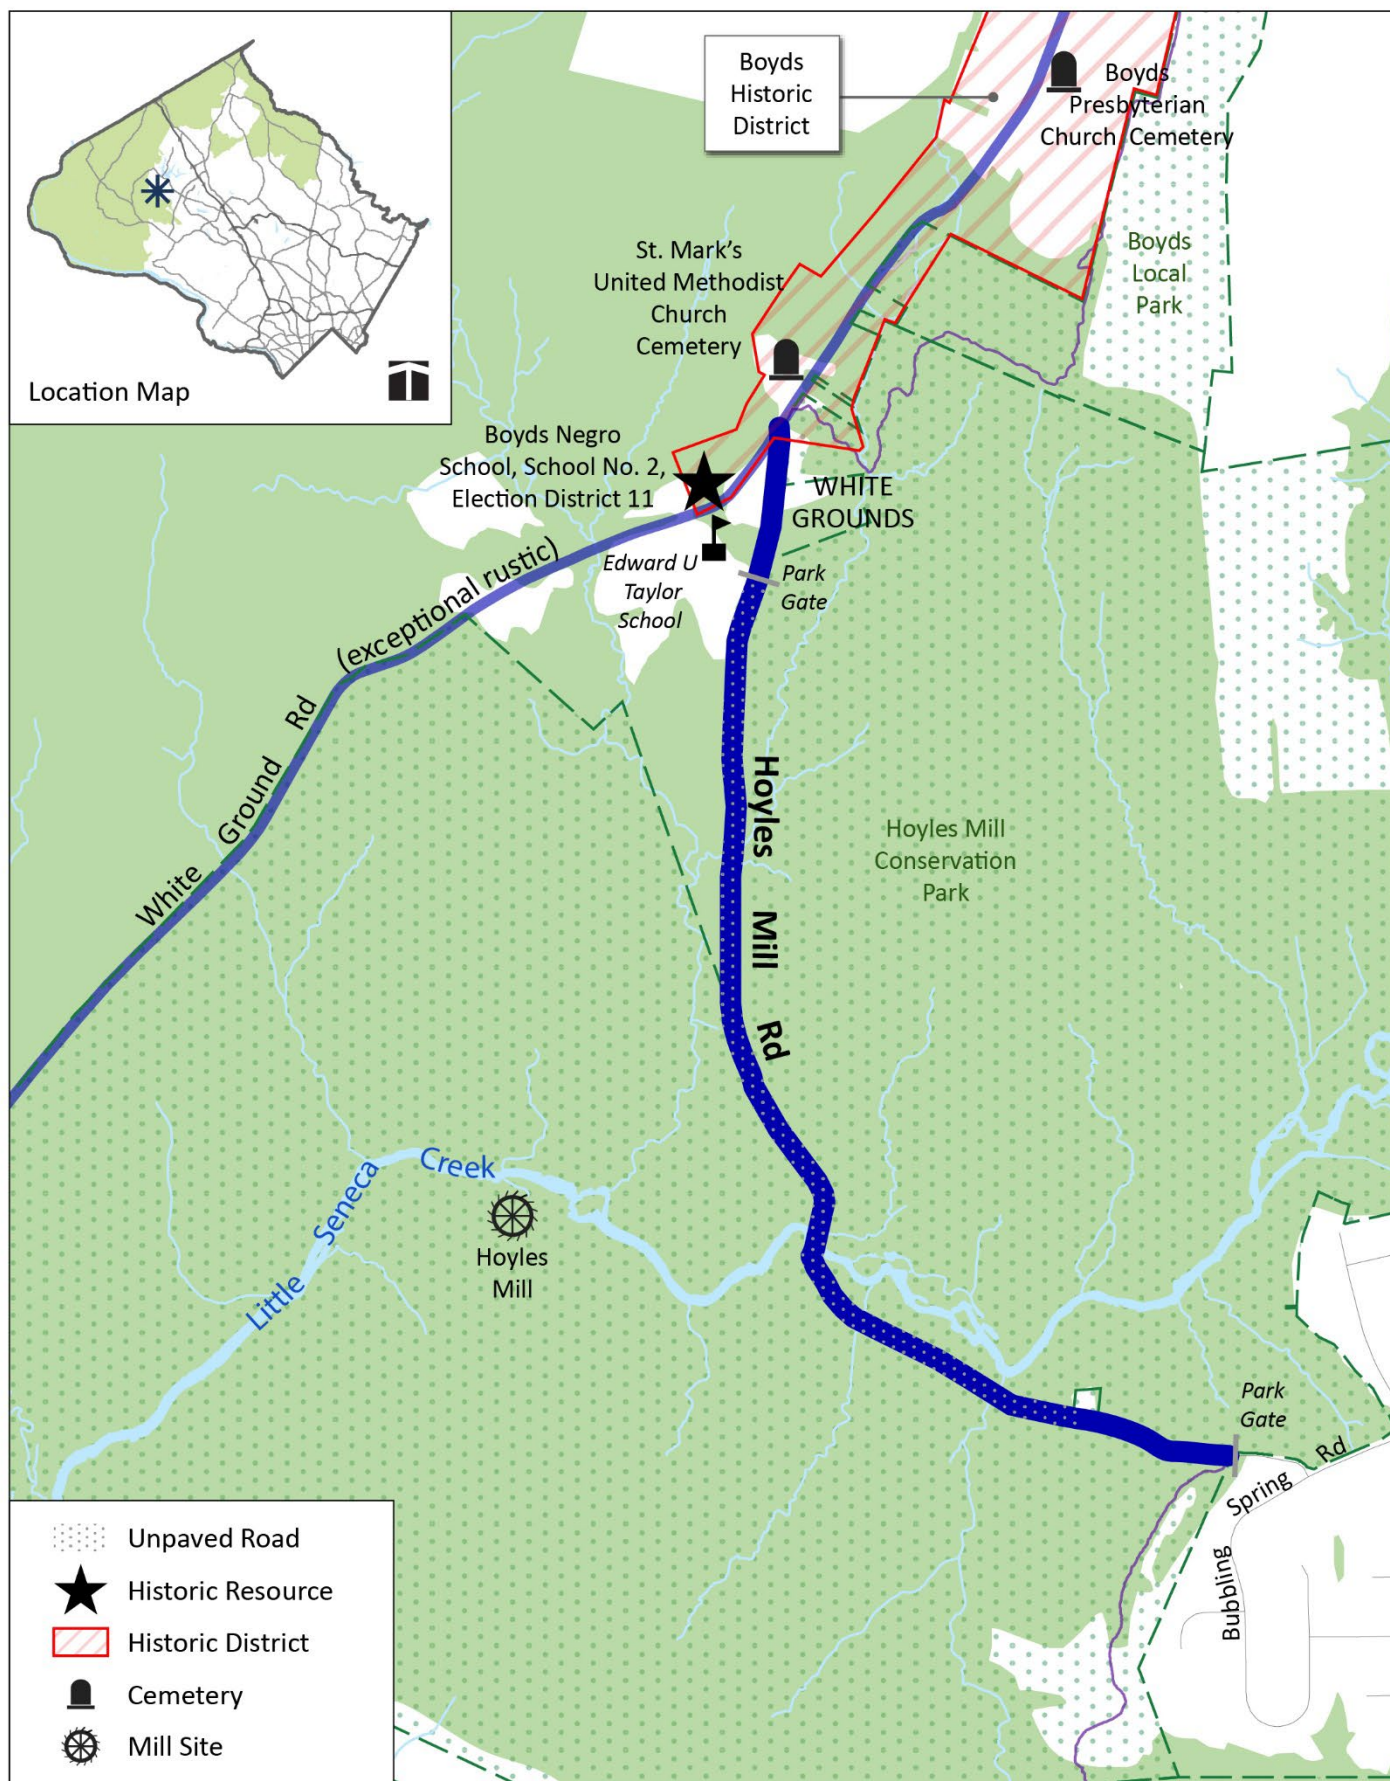 Location Map
Boyds
Historic
District
Boyds
Presbyterian
Church Cemetery
Boyds
Local
Park
St. Mark's
United Methodist
Church
Cemetery
Boyds Negro
School, School No. 2,
Election District 11
WHITE
GROUNDS
Edward U
Taylor
School
Park
Gate
White Ground Rd (exceptional rustic)
Hoyles Mill Rd
Hoyles Mill
Conservation
Park
Little Seneca Creek
Hoyles
Mill
Park
Gate
Bubbling Spring Rd
Unpaved Road
Historic Resource
Historic District
Cemetery
Mill Site